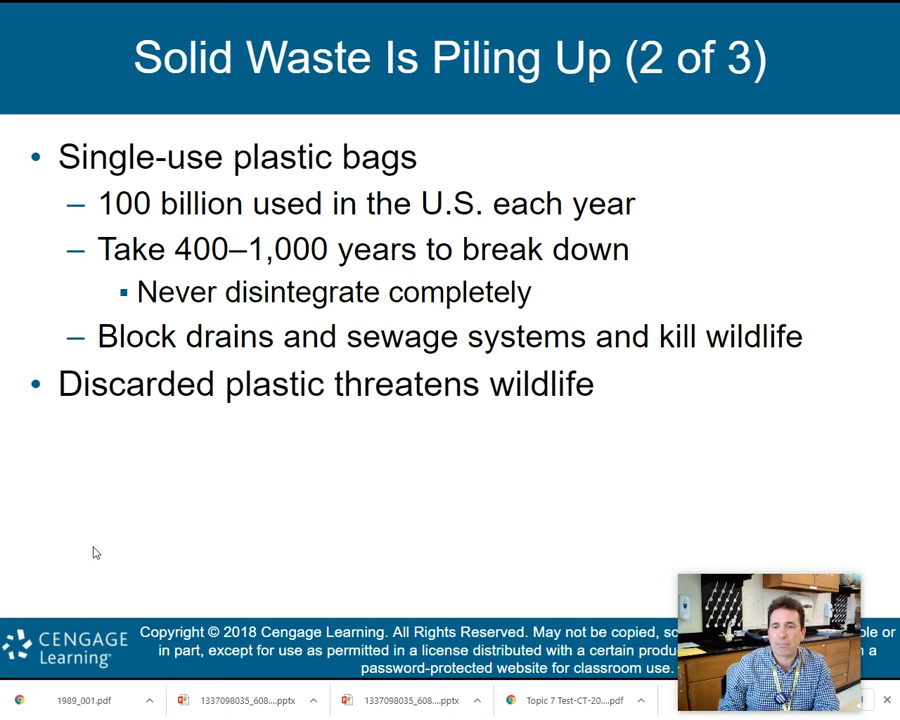 Solid Waste Is Piling Up (2 of 3)
• Single-use plastic bags
– 100 billion used in the U.S. each year
– Take 400–1,000 years to break down
▪ Never disintegrate completely
– Block drains and sewage systems and kill wildlife
• Discarded plastic threatens wildlife
CENGAGE
Learning
Copyright © 2018 Cengage Learning. All Rights Reserved. May not be copied, or
in part, except for use as permitted in a license distributed with a certain a
password-protected website for classroom use.
1989_001.pdf
1337098035_608....pptx
1337098035_608....pptx
Topic 7 Test-CT-20....pdf